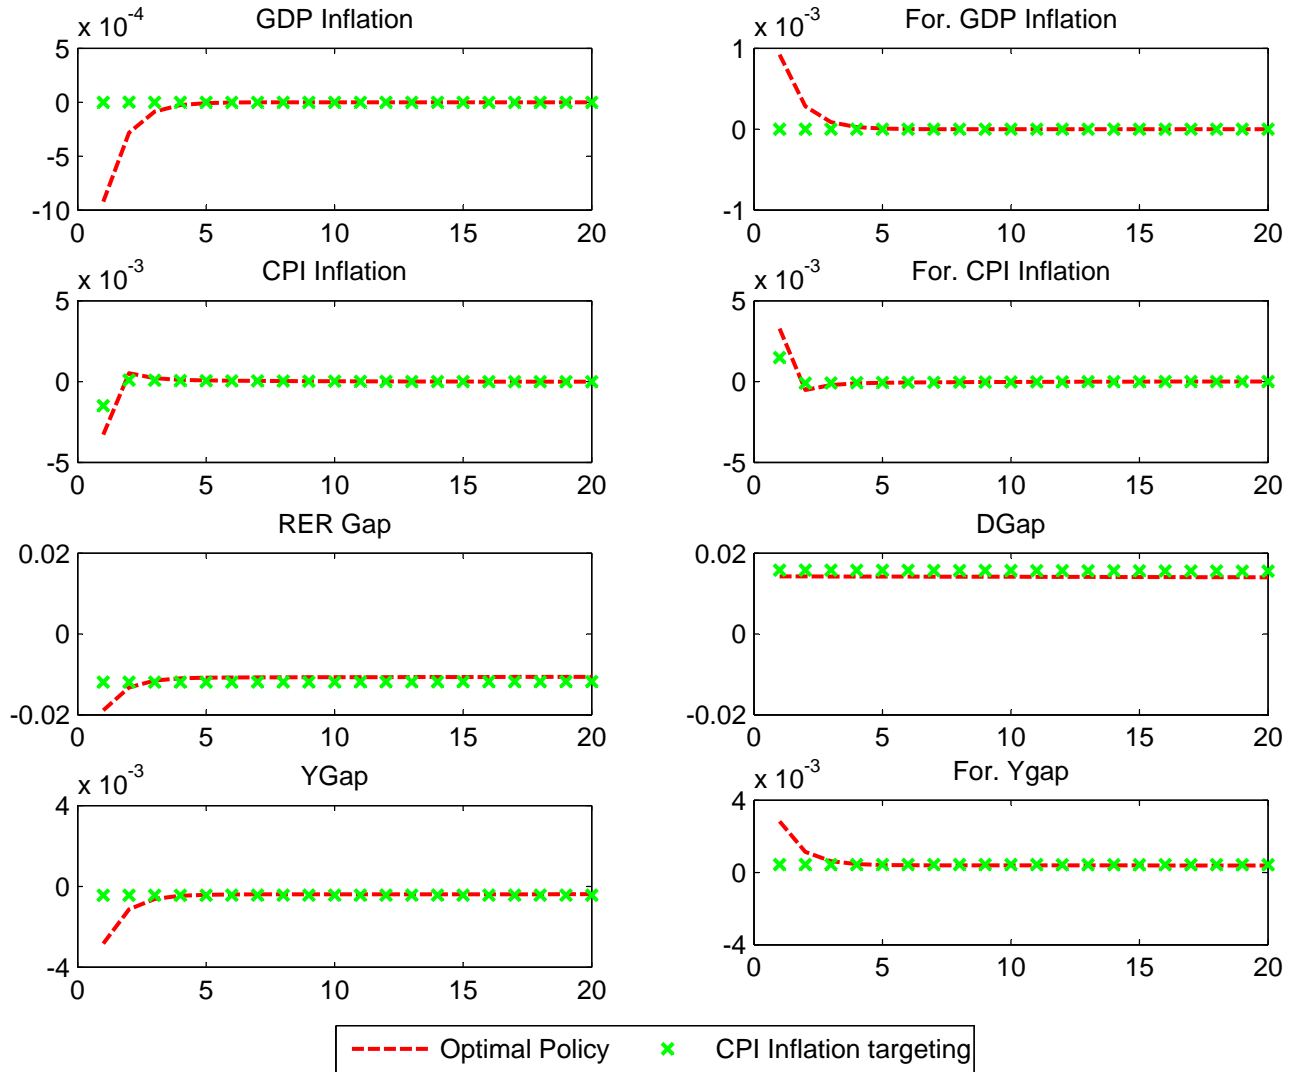 GDP Inflation
x 10^-4
5
0
-5
-10
0 5 10 15 20
For. GDP Inflation
x 10^-3
1
0
-1
0 5 10 15 20
CPI Inflation
x 10^-3
5
0
-5
0 5 10 15 20
For. CPI Inflation
x 10^-3
5
0
-5
0 5 10 15 20
RER Gap
0.02
0
-0.02
0 5 10 15 20
DGap
0.02
0
-0.02
0 5 10 15 20
YGap
x 10^-3
4
0
-4
0 5 10 15 20
For. Ygap
x 10^-3
4
0
-4
0 5 10 15 20
Optimal Policy
CPI Inflation targeting